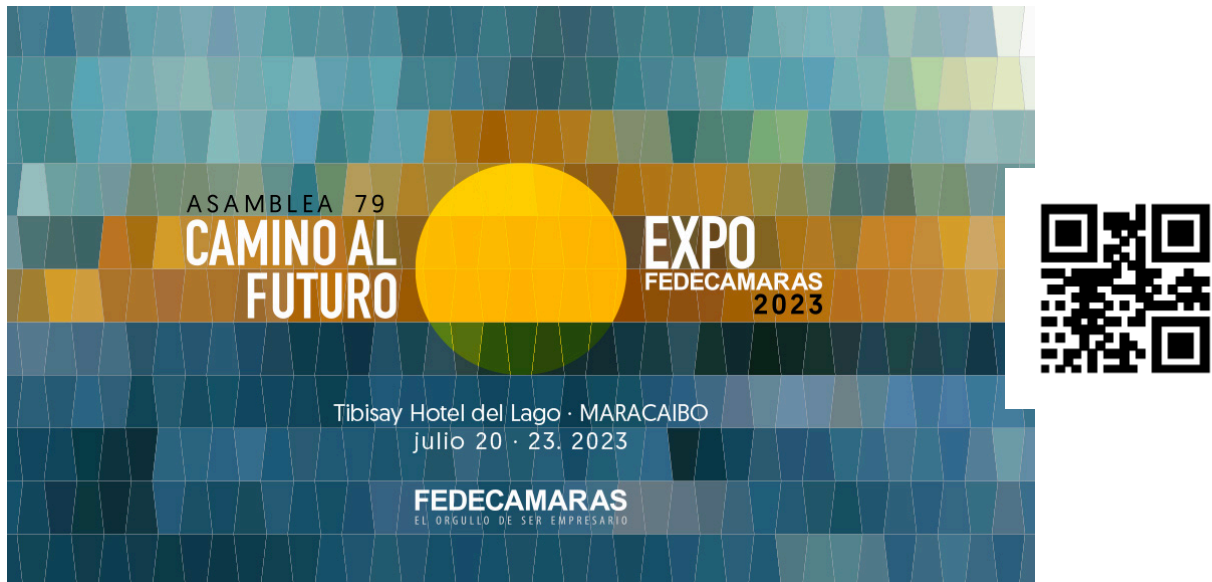 ASAMBLEA 79
CAMINO AL
FUTURO
EXPO
FEDECAMARAS
2023
Tibisay Hotel del Lago · MARACAIBO
julio 20 · 23. 2023
FEDECAMARAS
EL ORGULLO DE SER EMPRESARIO